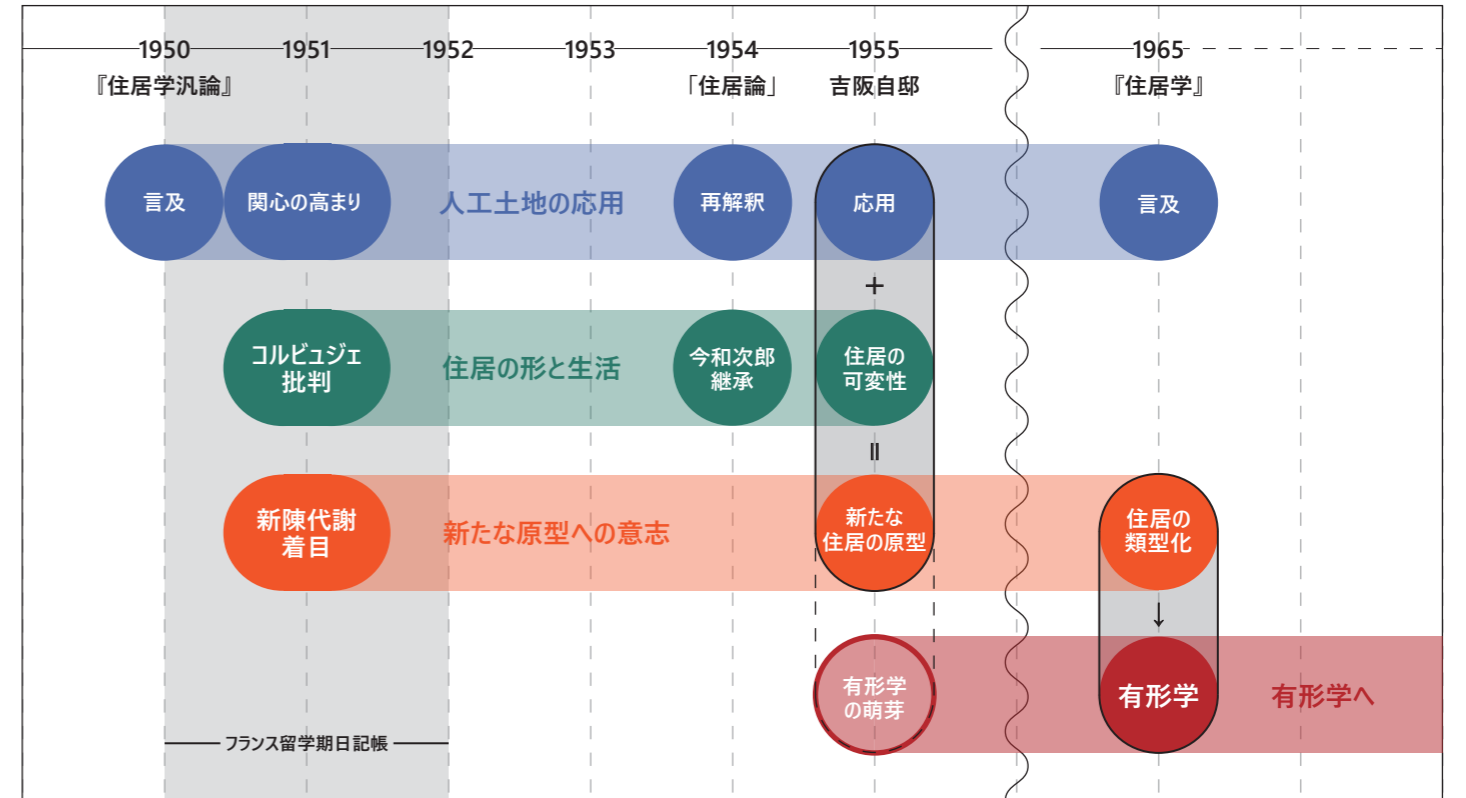 1950 1951 1952 1953 1954 1955 1965
『住居学汎論』 「住居論」 吉阪自邸 『住居学』
言及 関心の高まり 人工土地の応用 再解釈 応用 言及
+
コルビュジェ
批判
住居の形と生活
今和次郎
継承
住居の
可変性
=
新陳代謝
着目
新たな原型への意志
新たな
住居の原型
住居の
類型化
↓
有形学
の萌芽
有形学
有形学へ
フランス留学期日記帳